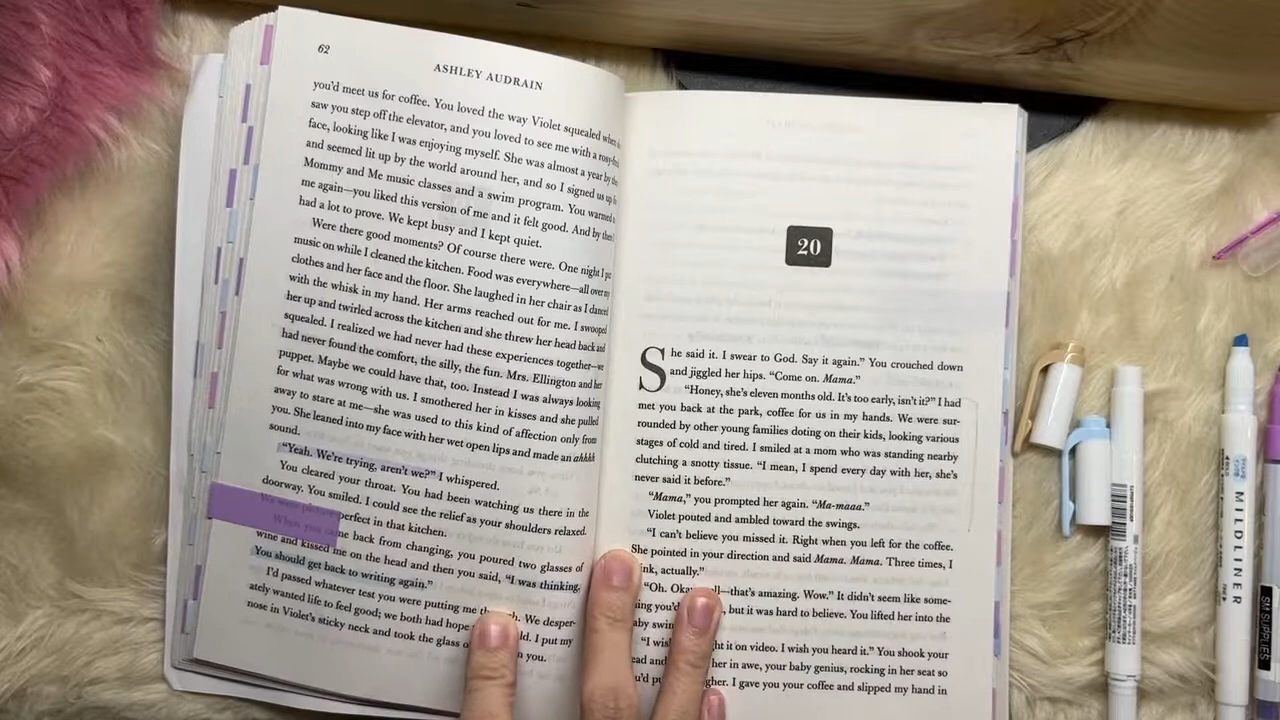 62
ASHLEY AUDRAIN
you'd meet us for coffee. You loved the way Violet squealed when
saw you step off the elevator, and you loved to see me with a
face, looking like I was enjoying myself. She was almost a year by
and seemed lit up by the world around her, and so I signed us up
Mommy and Me music classes and a swim program. You warmed
me again—you liked this version of me and it felt good. And by then
had a lot to prove. We kept busy and I kept quiet.
Were there good moments? Of course there were. One night I put
music on while I cleaned the kitchen. Food was everywhere—all over my
clothes and her face and the floor. She laughed in her chair as I danced
with the whisk in my hand. Her arms reached out for me. I swooped
her up and twirled across the kitchen and she threw her head back and
squealed. I realized we had never had these experiences together—we
had never found the comfort, the silly, the fun. Mrs. Ellington and her
puppet. Maybe we could have that, too. Instead I was always looking
for what was wrong with us. I smothered her in kisses and she pulled
away to stare at me—she was used to this kind of affection only from
you. She leaned into my face with her wet open lips and made an ahhhh
sound.
"Yeah. We're trying, aren't we?" I whispered.
You cleared your throat. You had been watching us there in the
doorway. You smiled. I could see the relief as your shoulders relaxed.
We were picture perfect in that kitchen.
When you came back from changing, you poured two glasses of
wine and kissed me on the head and then you said, "I was thinking,
You should get back to writing again."
I'd passed whatever test you were putting me We desper-
ately wanted life to feel good; we both had hope I put my
nose in Violet's sticky neck and took the glass you.
20
She said it. I swear to God. Say it again." You crouched down
and jiggled her hips. "Come on. Mama."
"Honey, she's eleven months old. It's too early, isn't it?" I had
met you back at the park, coffee for us in my hands. We were sur-
rounded by other young families doting on their kids, looking various
stages of cold and tired. I smiled at a mom who was standing nearby
clutching a snotty tissue. "I mean, I spend every day with her, she's
never said it before."
"Mama," you prompted her again. "Ma-maaa."
Violet pouted and ambled toward the swings.
"I can't believe you missed it. Right when you left for the coffee.
She pointed in your direction and said Mama. Mama. Three times, I
actually."
"Oh. —that's amazing. Wow." It didn't seem like some-
you'd but it was hard to believe. You lifted her into the
"I it on video. I wish you heard it." You shook your
her in awe, your baby genius, rocking in her seat so
I gave you your coffee and slipped my hand in
MILDLINER
SM SUPPLIES